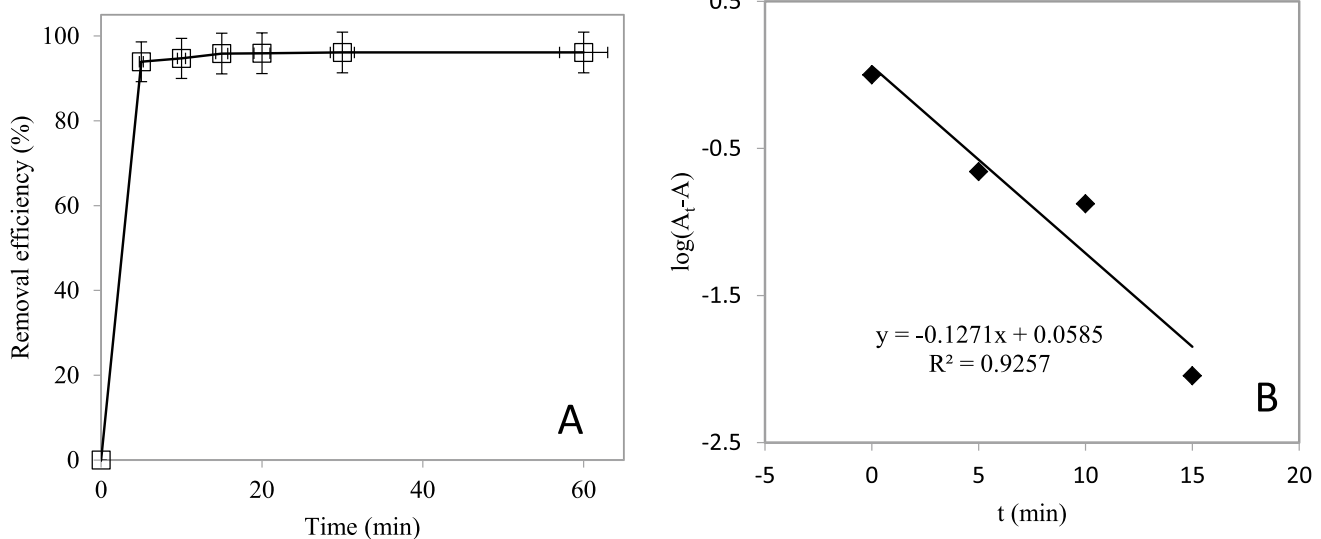 100
80
60
40
20
0
0 20 40 60
Removal efficiency (%)
Time (min)
A
0.5
-0.5
-1.5
-2.5
-5 0 5 10 15 20
log(At-A)
t (min)
y = -0.1271x + 0.0585
R² = 0.9257
B